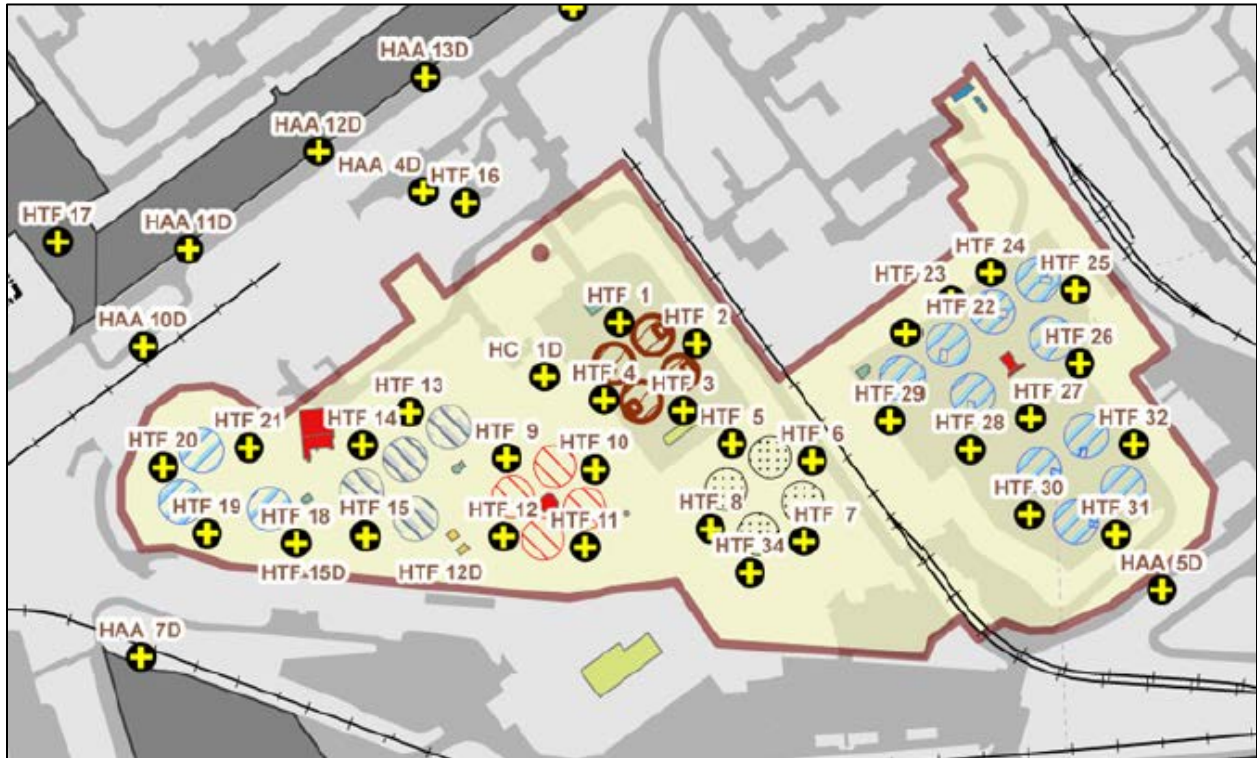 HAA 13D
HAA 12D
HAA 4D
HTF 16
HTF 17
HAA 11D
HTF 24
HTF 23
HTF 25
HTF 1
HTF 22
HAA 10D
HTF 2
HC 1D
HTF 4
HTF 26
HTF 13
HTF 3
HTF 27
HTF 29
HTF 5
HTF 14
HTF 21
HTF 9
HTF 10
HTF 6
HTF 28
HTF 32
HTF 20
HTF 30
HTF 19
HTF 18
HTF 15
HTF 12
HTF 11
HTF 8
HTF 7
HTF 31
HTF 34
HTF 15D
HTF 12D
HAA 5D
HAA 7D